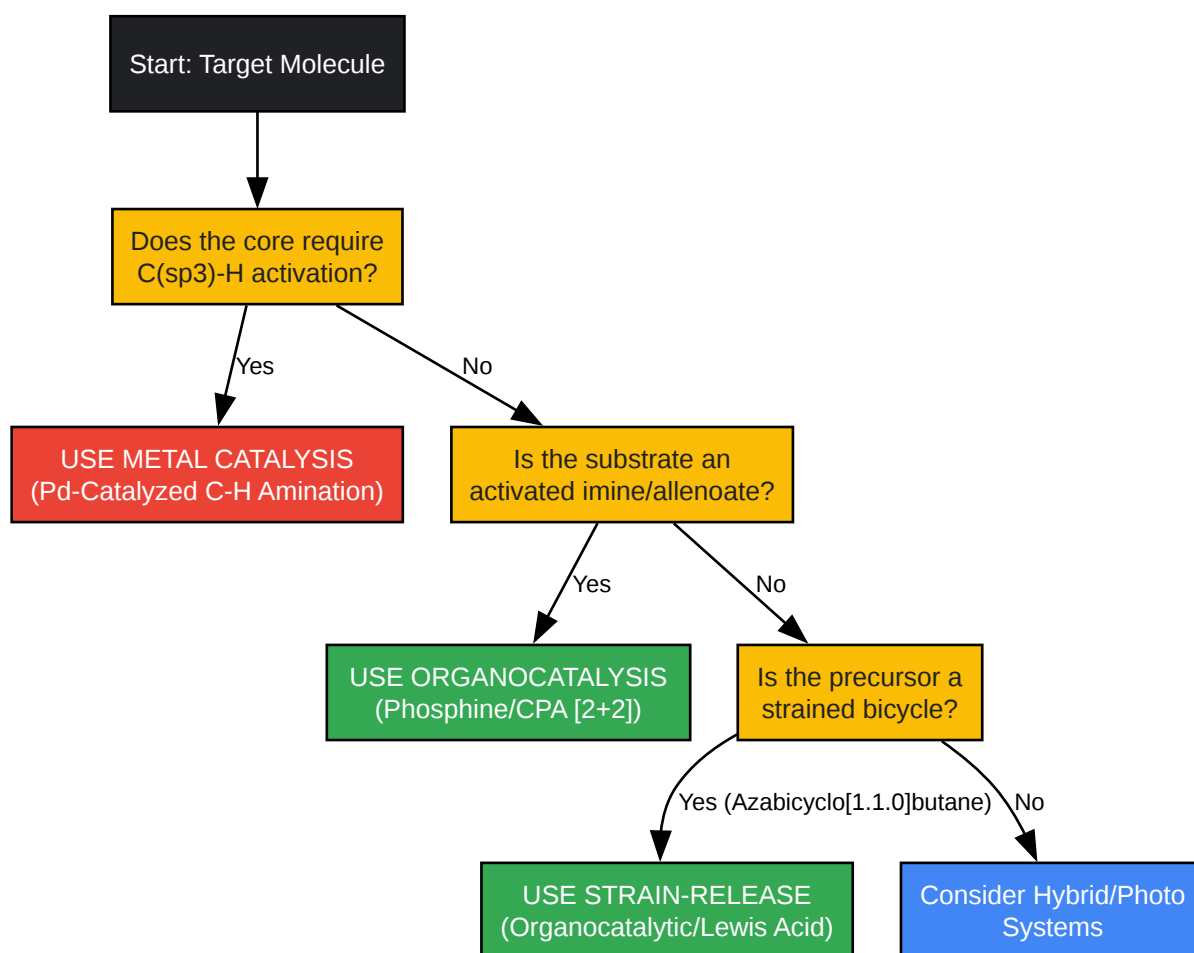 Start: Target Molecule
Does the core require
C(sp3)-H activation?
Yes
No
USE METAL CATALYSIS
(Pd-Catalyzed C-H Amination)
Is the substrate an
activated imine/allenoate?
Yes
No
USE ORGANOCATALYSIS
(Phosphine/CPA [2+2])
Is the precursor a
strained bicycle?
Yes (Azabicyclo[1.1.0]butane)
No
USE STRAIN-RELEASE
(Organocatalytic/Lewis Acid)
Consider Hybrid/Photo
Systems